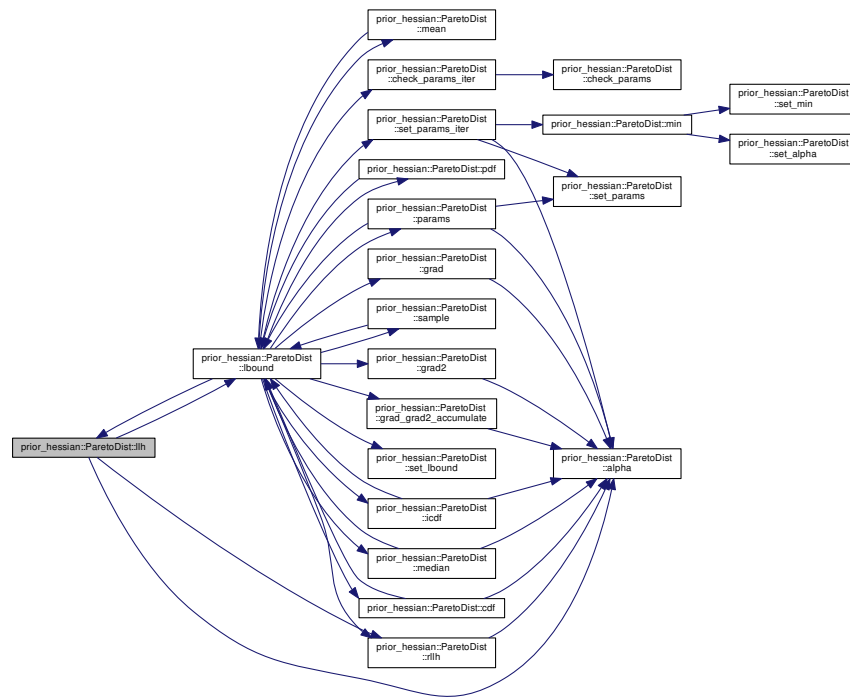 prior_hessian::ParetoDist
::mean
prior_hessian::ParetoDist
::check_params_iter
prior_hessian::ParetoDist
::check_params
prior_hessian::ParetoDist
::set_min
prior_hessian::ParetoDist
::set_params_iter
prior_hessian::ParetoDist::min
prior_hessian::ParetoDist
::set_alpha
prior_hessian::ParetoDist::pdf
prior_hessian::ParetoDist
::set_params
prior_hessian::ParetoDist
::params
prior_hessian::ParetoDist
::grad
prior_hessian::ParetoDist
::sample
prior_hessian::ParetoDist
::lbound
prior_hessian::ParetoDist
::grad2
prior_hessian::ParetoDist
::grad_grad2_accumulate
prior_hessian::ParetoDist::llh
prior_hessian::ParetoDist
::set_lbound
prior_hessian::ParetoDist
::alpha
prior_hessian::ParetoDist
::icdf
prior_hessian::ParetoDist
::median
prior_hessian::ParetoDist::cdf
prior_hessian::ParetoDist
::rllh